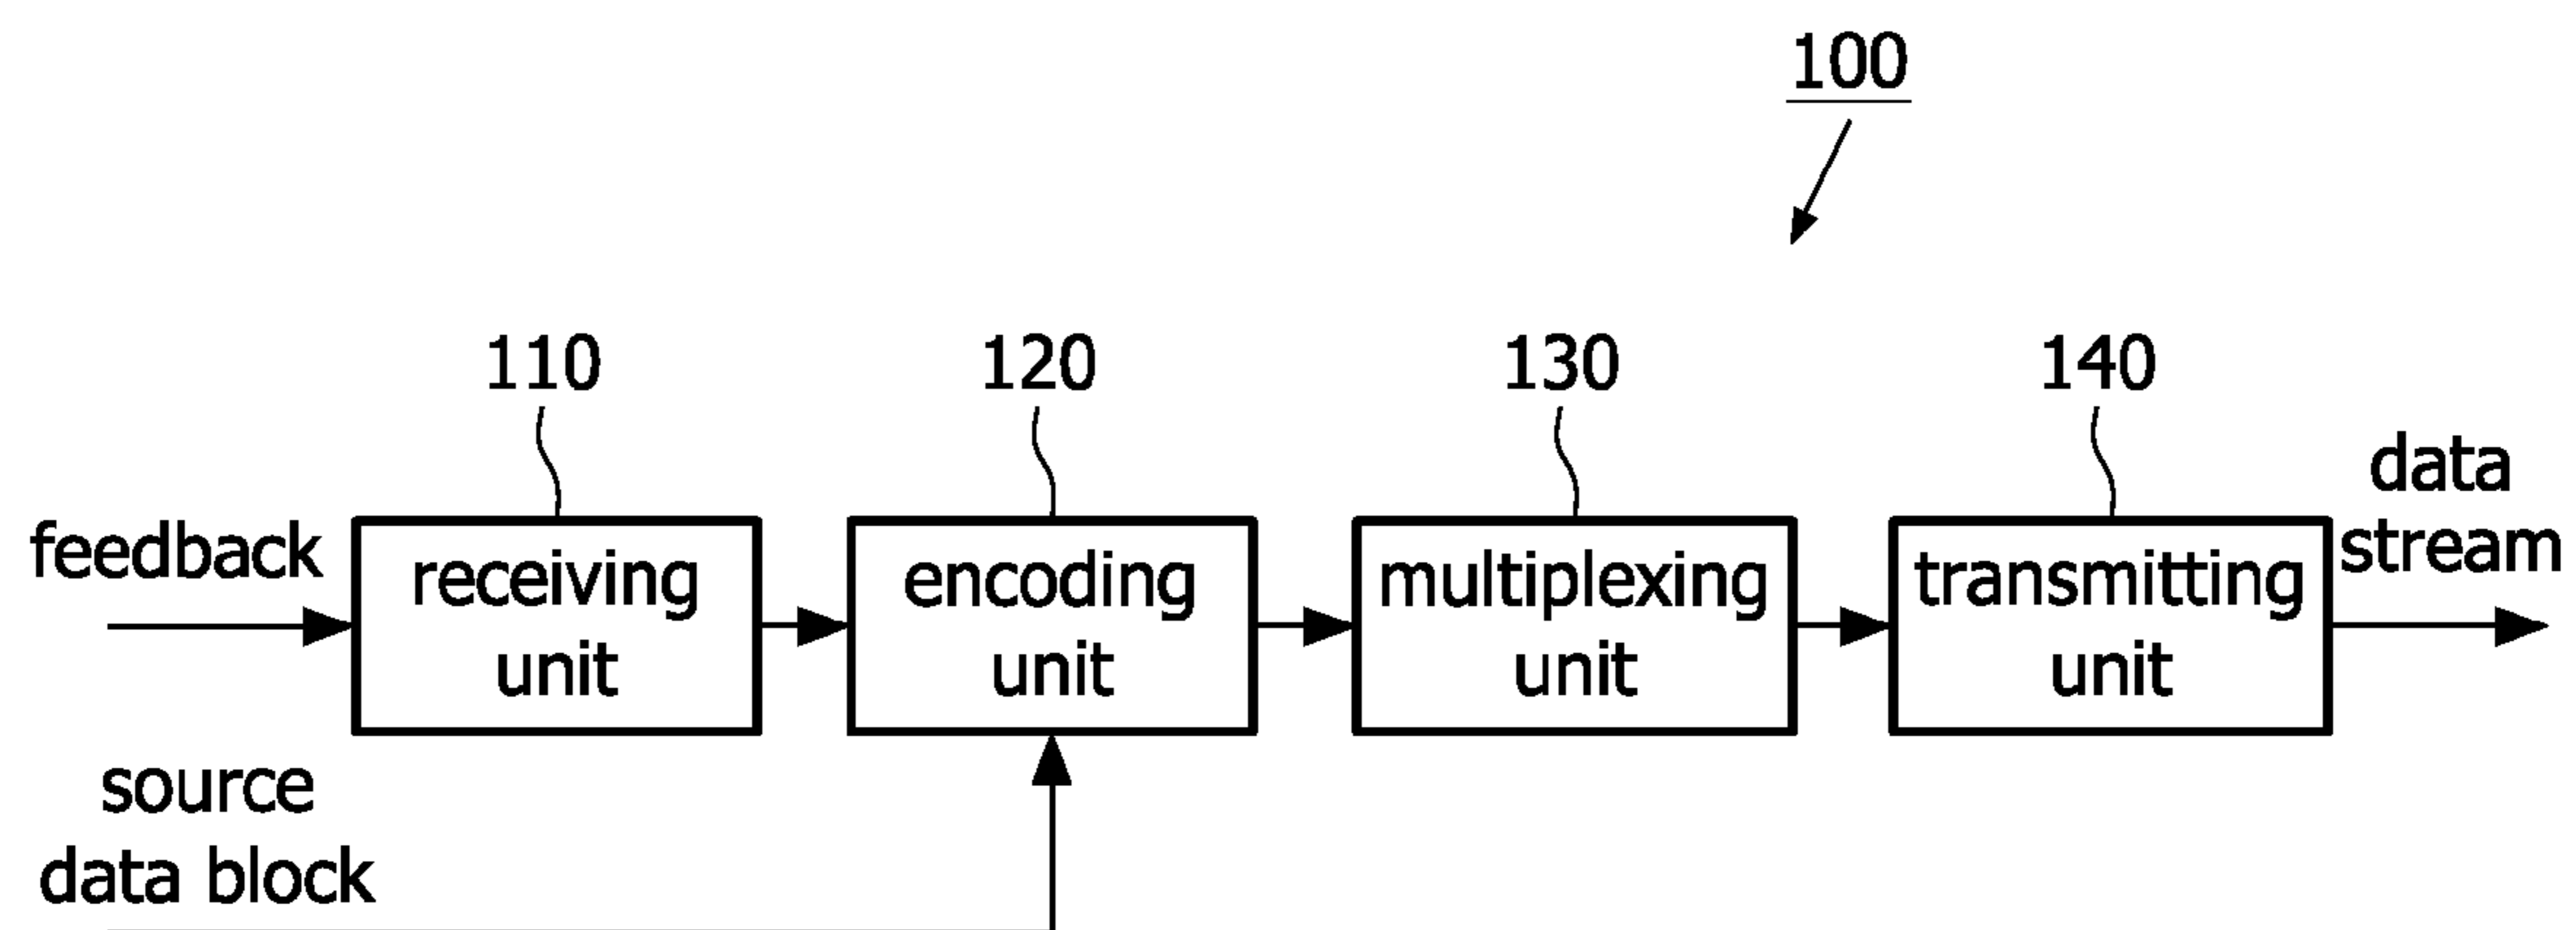 100
110
120
130
140
feedback
receiving
unit
encoding
unit
multiplexing
unit
transmitting
unit
data
stream
source
data block